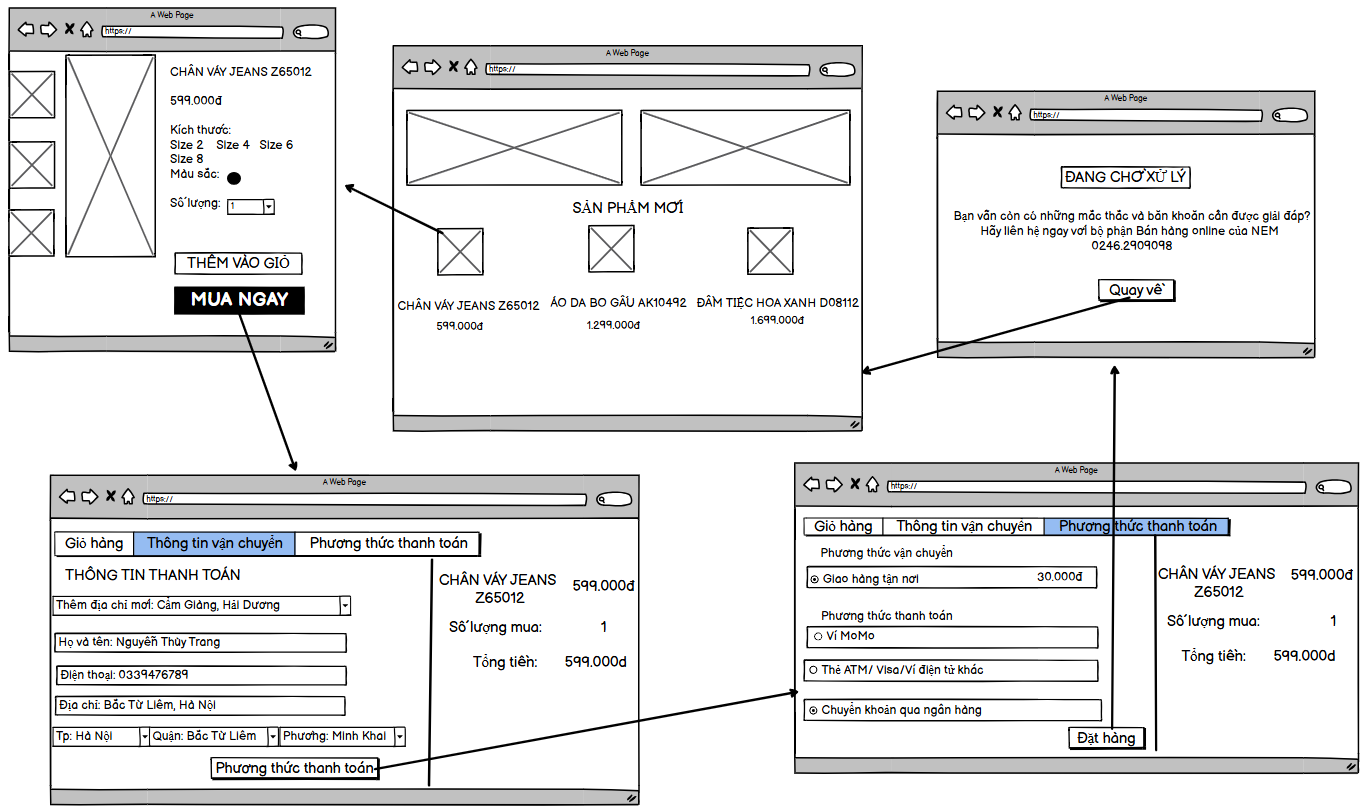 A Web Page
https://
CHÂN VÁY JEANS Z65012
599.000đ
Kích thước:
Size 2 Size 4 Size 6
Size 8
Màu sắc:
Số lượng: 1
THÊM VÀO GIỎ
MUA NGAY
A Web Page
https://
SẢN PHẨM MƠÍ
CHÂN VÁY JEANS Z65012
599.000đ
ÁO DA BO GẤU AK10492
1.299.000đ
ĐẦM TIỆC HOA XANH D08112
1.699.000đ
A Web Page
https://
ĐANG CHỜ XỬ LÝ
Bạn vẫn còn có những mắc thắc và băn khoăn cần được giải đáp?
Hãy liên hệ ngay với bộ phận Bán hàng online của NEM
0246.2909098
Quay về
A Web Page
https://
Giỏ hàng Thông tin vận chuyển Phương thức thanh toán
THÔNG TIN THANH TOÁN
Thêm địa chỉ mới: Cẩm Giàng, Hải Dương
Họ và tên: Nguyễn Thùy Trang
Điện thoại: 0339476789
Địa chỉ: Bắc Từ Liêm, Hà Nội
Tp: Hà Nội Quận: Bắc Từ Liêm Phường: Minh Khai
Phương thức thanh toán
CHÂN VÁY JEANS 599.000đ
Z65012
Số lượng mua: 1
Tổng tiền: 599.000d
A Web Page
https://
Giỏ hàng Thông tin vận chuyển Phương thức thanh toán
Phương thức vận chuyển
Giao hàng tận nơi 30.000đ
Phương thức thanh toán
Ví MoMo
Thẻ ATM/ Visa/Ví điện tử khác
Chuyển khoản qua ngân hàng
Đặt hàng
CHÂN VÁY JEANS 599.000đ
Z65012
Số lượng mua: 1
Tổng tiền: 599.000đ